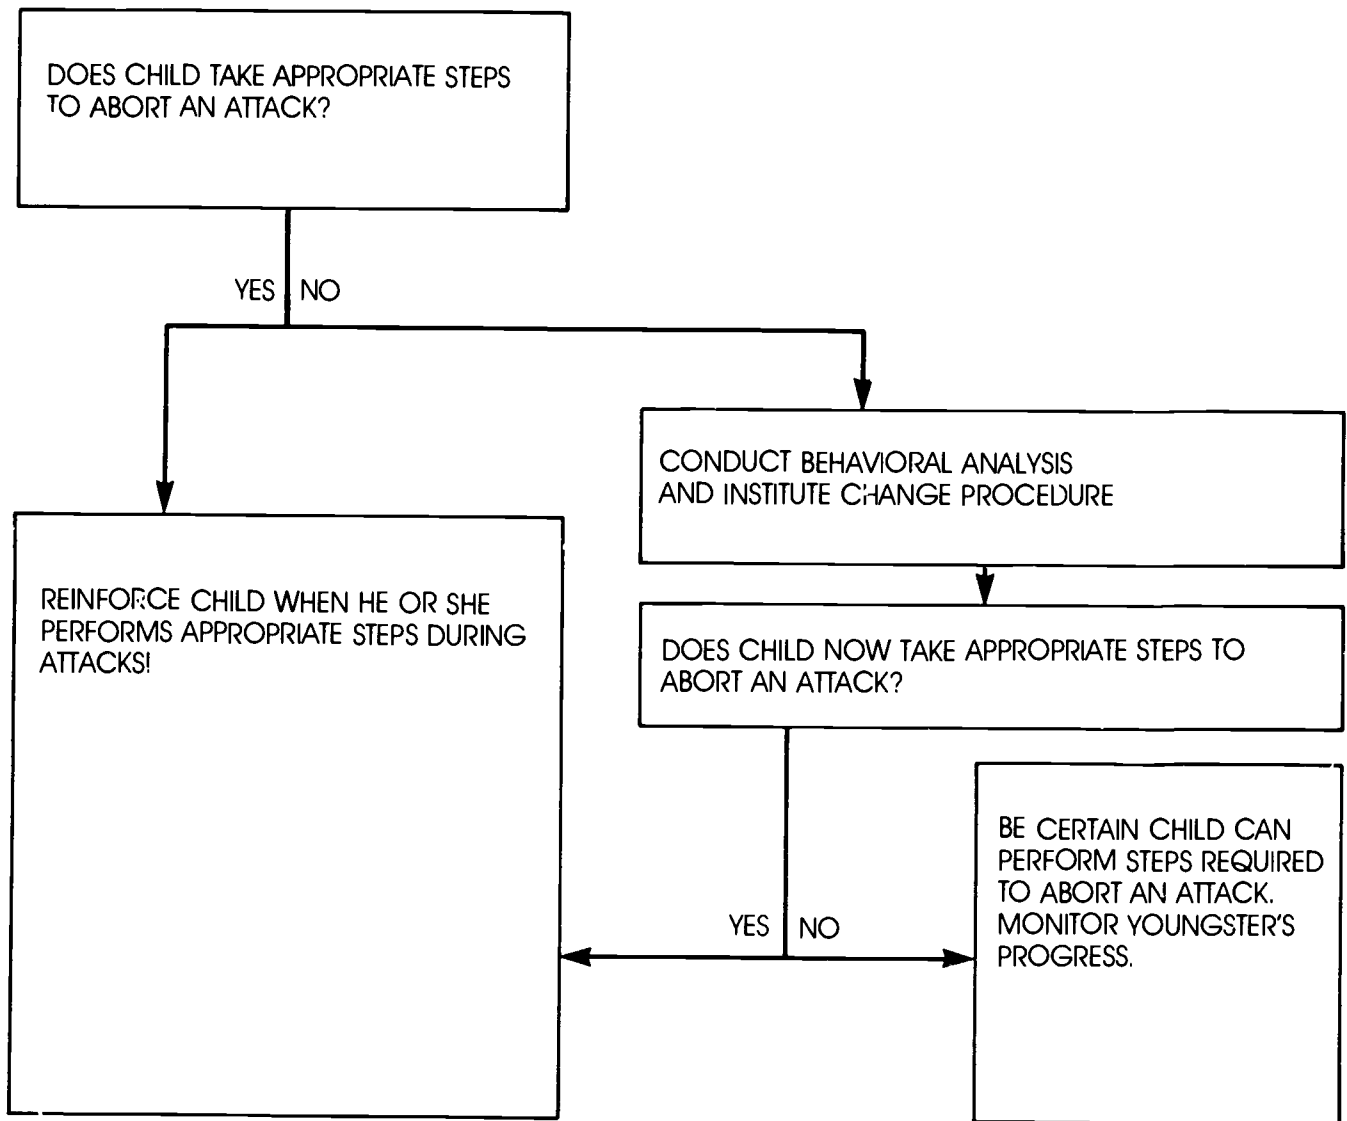 DOES CHILD TAKE APPROPRIATE STEPS
TO ABORT AN ATTACK?
YES NO
CONDUCT BEHAVIORAL ANALYSIS
AND INSTITUTE CHANGE PROCEDURE
REINFORCE CHILD WHEN HE OR SHE
PERFORMS APPROPRIATE STEPS DURING
ATTACKS!
DOES CHILD NOW TAKE APPROPRIATE STEPS TO
ABORT AN ATTACK?
YES NO
BE CERTAIN CHILD CAN
PERFORM STEPS REQUIRED
TO ABORT AN ATTACK.
MONITOR YOUNGSTER'S
PROGRESS.